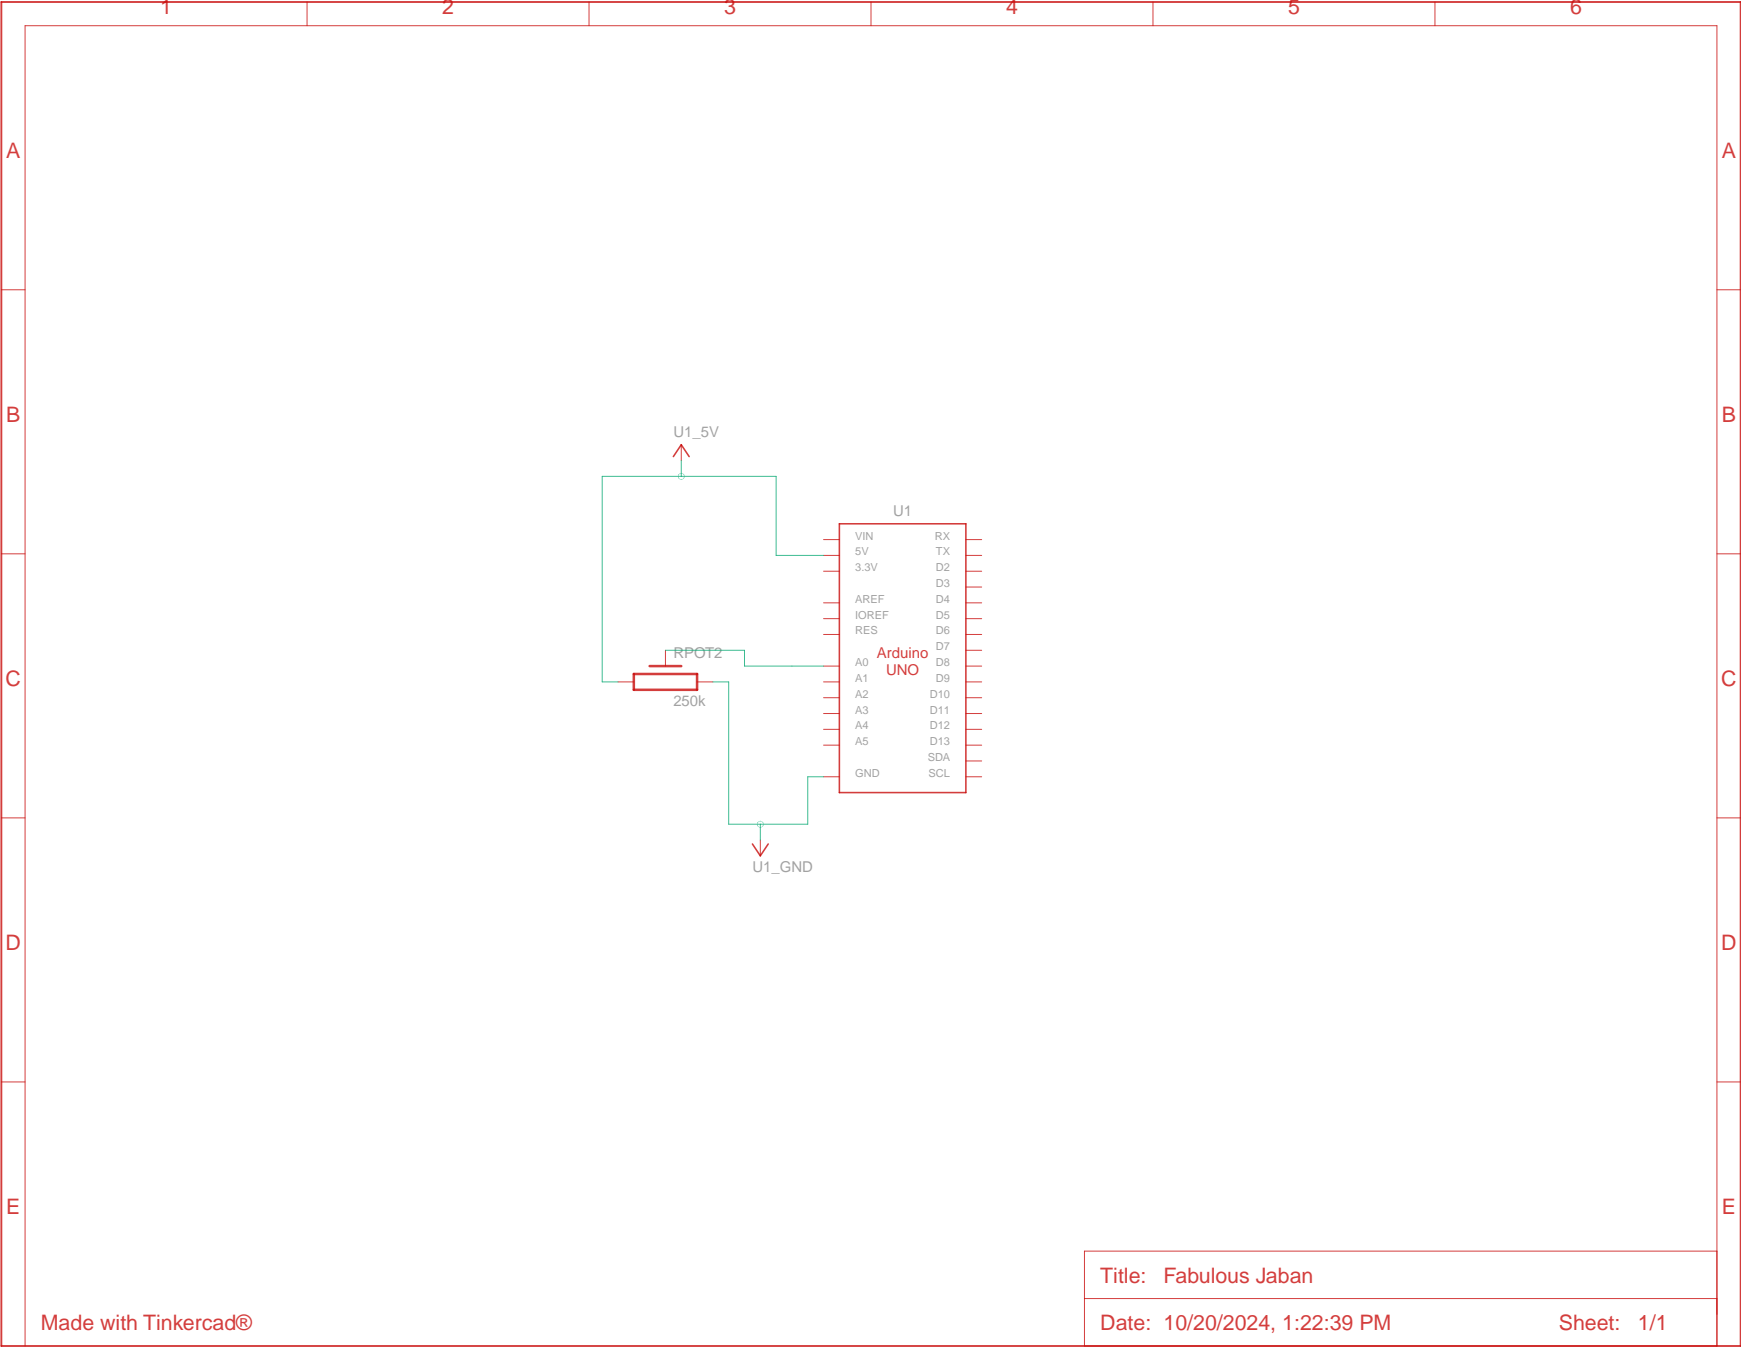 1 2 3 4 5 6
A A
B B
U1_5V
U1
VIN RX
5V TX
3.3V D2
D3
AREF D4
IOREF D5
RES D6
D7
RPOT2
Arduino
UNO
A0 D8
C C
A1 D9
A2 D10
250k
A3 D11
A4 D12
A5 D13
SDA
GND SCL
U1_GND
D D
E E
Title: Fabulous Jaban
Made with Tinkercad®
Date: 10/20/2024, 1:22:39 PM Sheet: 1/1